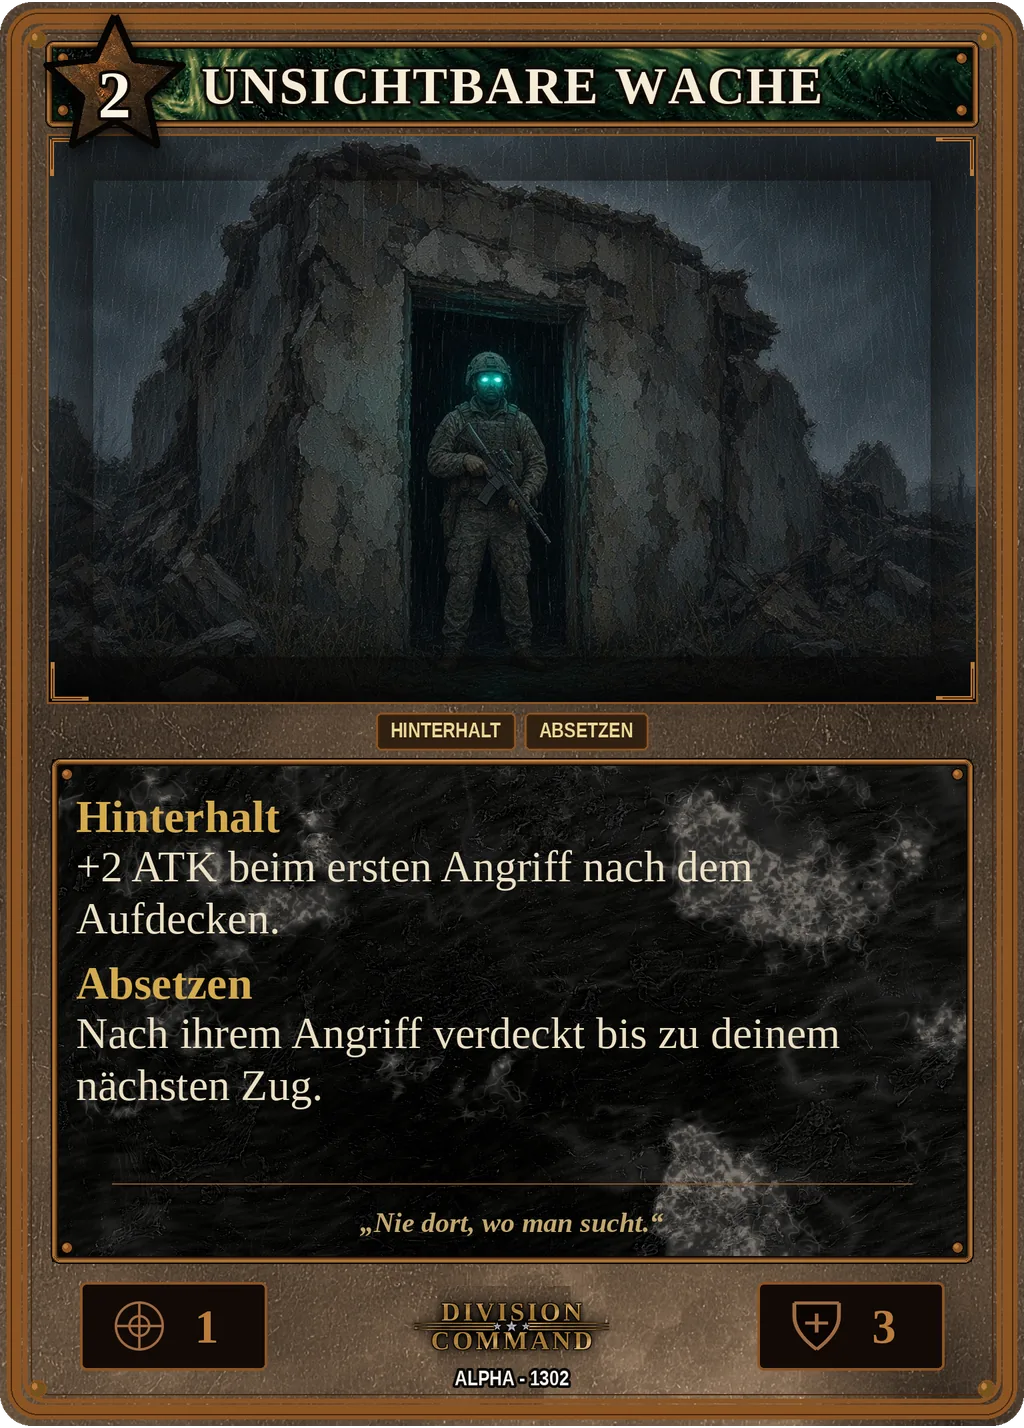 2
UNSICHTBARE WACHE
HINTERHALT
ABSETZEN
Hinterhalt
+2 ATK beim ersten Angriff nach dem
Aufdecken.
Absetzen
Nach ihrem Angriff verdeckt bis zu deinem
nächsten Zug.
„Nie dort, wo man sucht.“
1
DIVISION
COMMAND
ALPHA - 1302
3